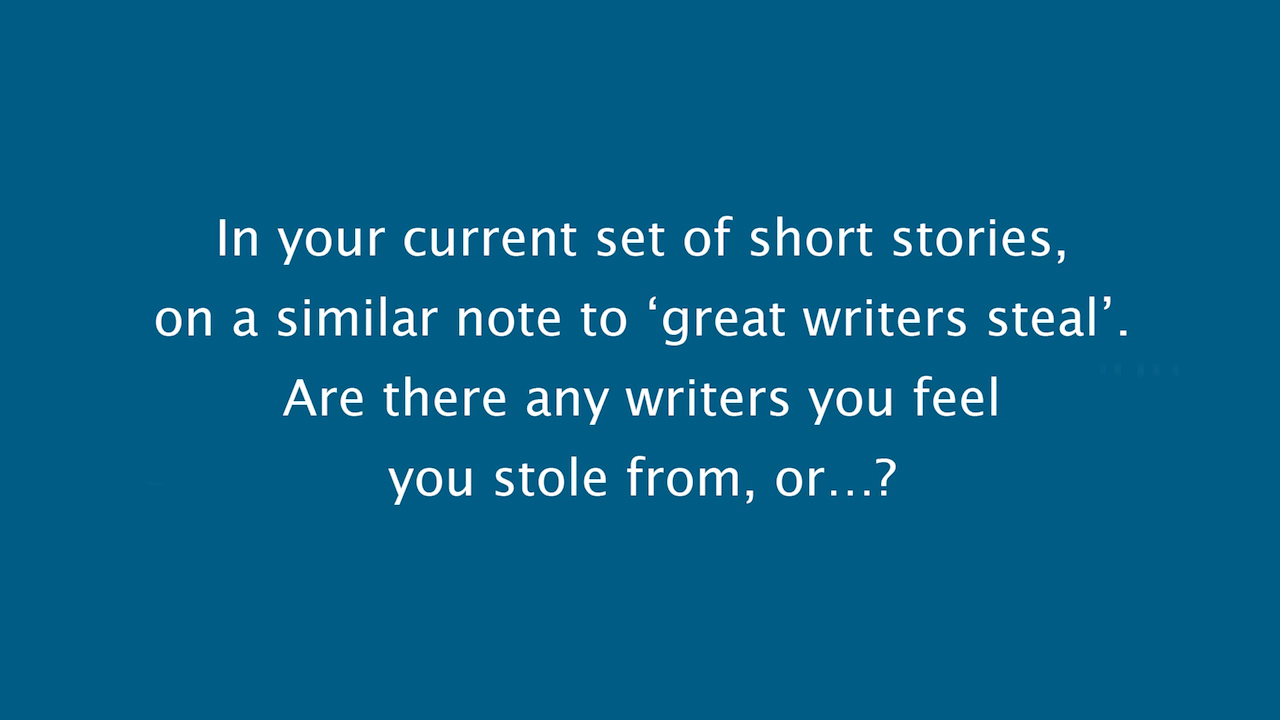 In your current set of short stories,
on a similar note to ‘great writers steal’.
Are there any writers you feel
you stole from, or...?